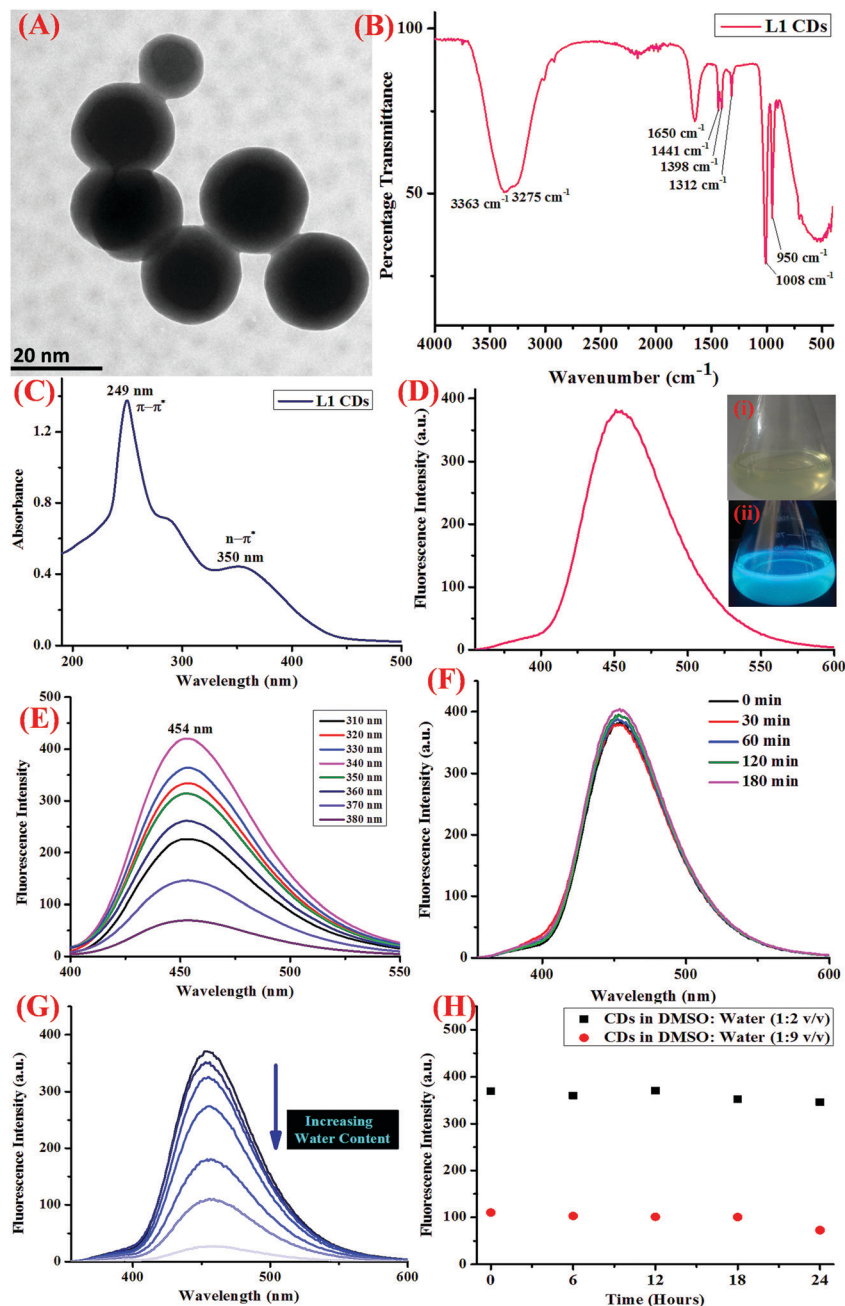 (A)
20 nm
(B)
L1 CDs
Percentage Transmittance
100
50
3363 cm⁻¹
3275 cm⁻¹
1650 cm⁻¹
1441 cm⁻¹
1398 cm⁻¹
1312 cm⁻¹
950 cm⁻¹
1008 cm⁻¹
4000 3500 3000 2500 2000 1500 1000 500
Wavenumber (cm⁻¹)
(C)
249 nm
π–π*
L1 CDs
n–π*
350 nm
Absorbance
1.2
0.8
0.4
0.0
200 300 400 500
Wavelength (nm)
(D)
(i)
(ii)
Fluorescence Intensity (a.u.)
400
300
200
100
0
400 450 500 550 600
Wavelength (nm)
(E)
454 nm
310 nm
320 nm
330 nm
340 nm
350 nm
360 nm
370 nm
380 nm
Fluorescence Intensity
500
400
300
200
100
0
400 450 500 550
Wavelength (nm)
(F)
0 min
30 min
60 min
120 min
180 min
Fluorescence Intensity (a.u.)
400
300
200
100
0
400 450 500 600
Wavelength (nm)
(G)
Increasing
Water Content
Fluorescence Intensity (a.u.)
400
300
200
100
0
400 450 500 600
Wavelength (nm)
(H)
CDs in DMSO: Water (1:2 v/v)
CDs in DMSO: Water (1:9 v/v)
Fluorescence Intensity (a.u.)
500
400
300
200
100
0
0 6 12 18 24
Time (Hours)